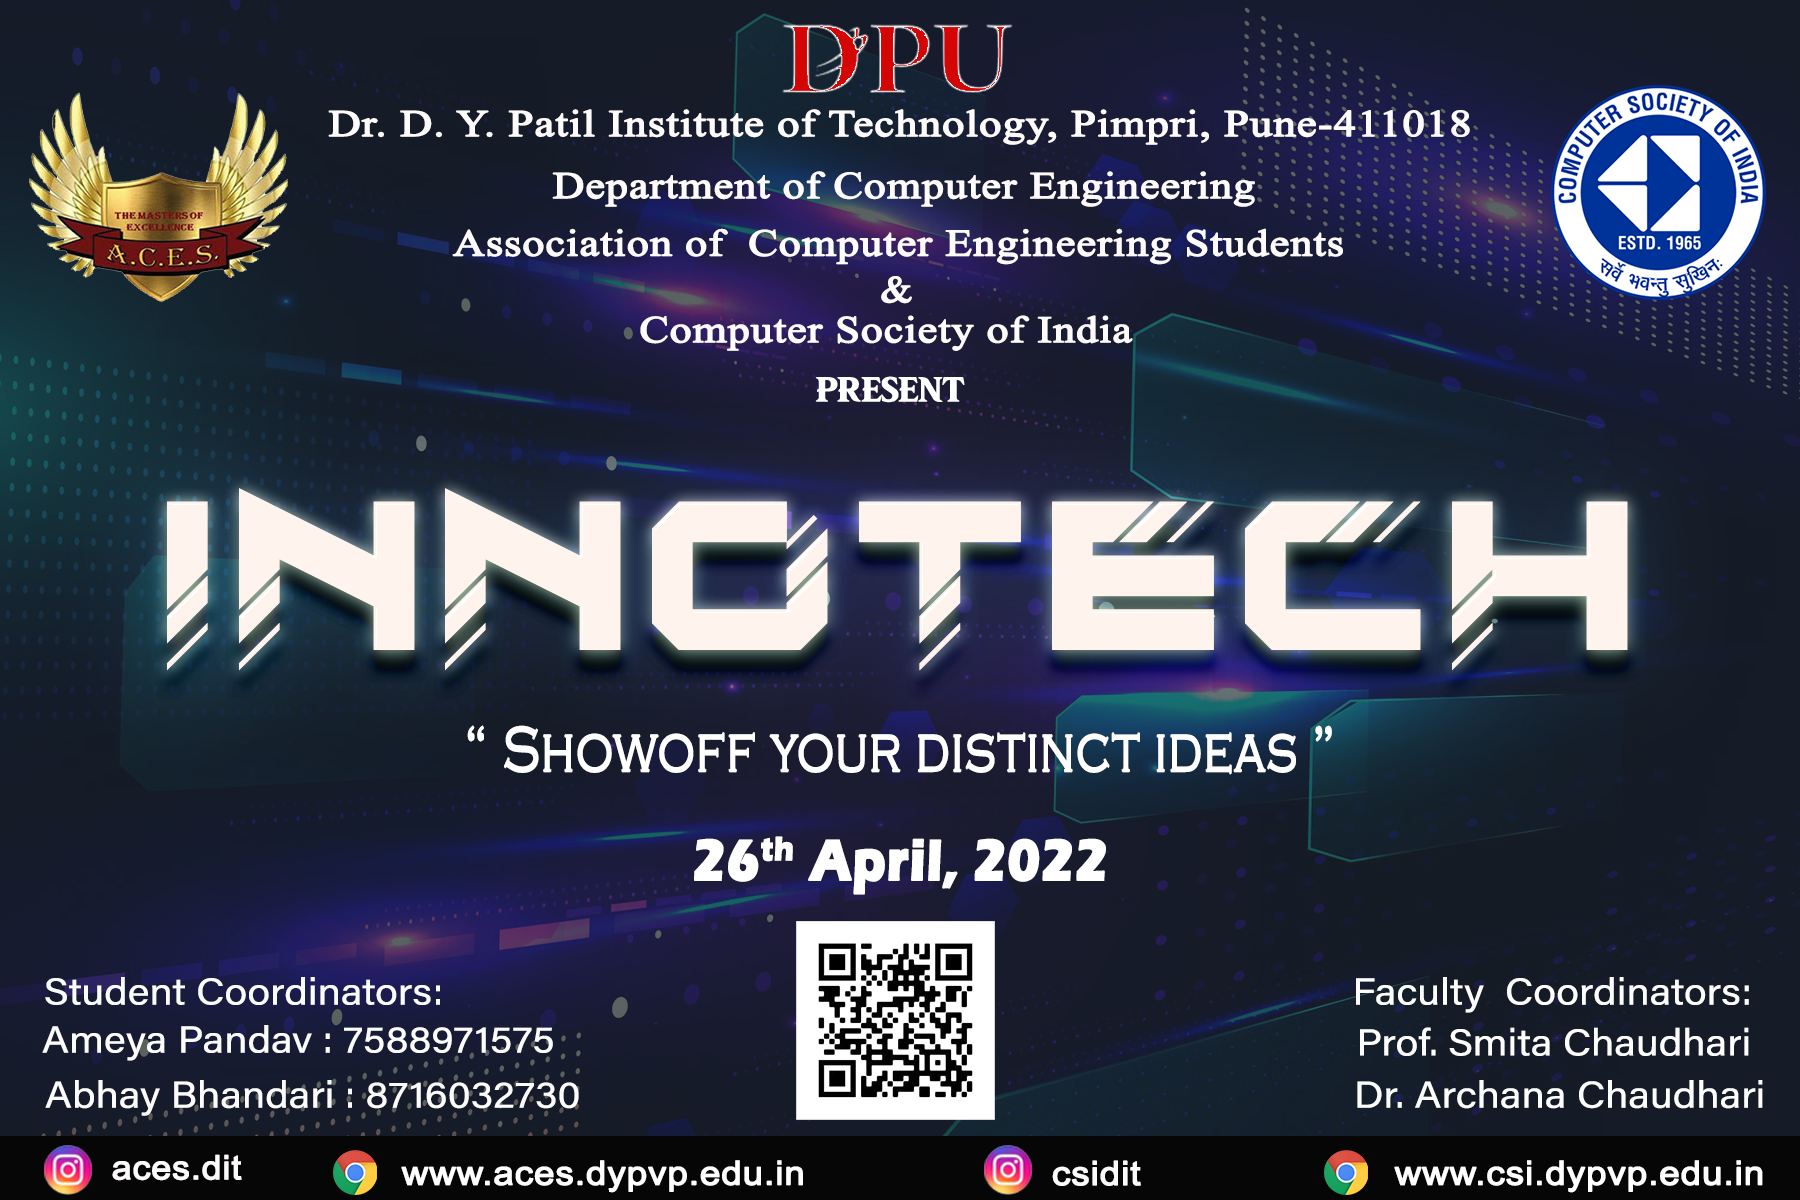 DPU
Dr. D. Y. Patil Institute of Technology, Pimpri, Pune-411018
Department of Computer Engineering
Association of Computer Engineering Students
&
Computer Society of India
PRESENT
THE MASTERS OF
EXCELLENCE
A.C.E.S.
COMPUTER SOCIETY OF INDIA
ESTD. 1965
सर्वे भवन्तु सुखिनः
INNOTECH
“ SHOWOFF YOUR DISTINCT IDEAS ”
26th April, 2022
Student Coordinators:
Ameya Pandav : 7588971575
Abhay Bhandari : 8716032730
Faculty Coordinators:
Prof. Smita Chaudhari
Dr. Archana Chaudhari
aces.dit
www.aces.dypvp.edu.in
csidit
www.csi.dypvp.edu.in